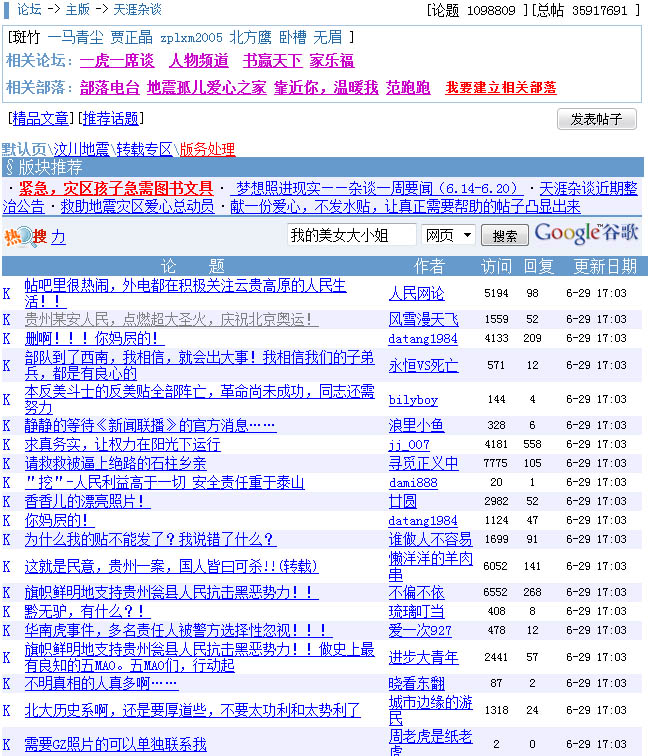 论坛 -> 主版 -> 天涯杂谈 [论题 1098809 ][总帖 35917691 ]
[斑竹 一马青尘 贾正晶 zplxm2005 北方鹰 卧槽 无眉 ]
相关论坛: 一虎一席谈 人物频道 书赢天下 家乐福
相关部落: 部落电台 地震孤儿爱心之家 靠近你,温暖我 范跑跑 我要建立相关部落
[精品文章][推荐话题] 发表帖子
默认页\汶川地震\转载专区\版务处理
§版块推荐
·紧急,灾区孩子急需图书文具 · 梦想照进现实——杂谈一周要闻(6.14-6.20) ·天涯杂谈近期整
治公告 ·救助地震灾区爱心总动员 ·献一份爱心,不发水贴,让真正需要帮助的帖子凸显出来
热搜 力 我的美女大小姐 网页 搜索 Google™谷歌
论 题 作者 访问 回复 更新日期
K 帖吧里很热闹,外电都在积极关注云贵高原的人民生
活!! 人民网论 5194 98 6-29 17:03
K 贵州某安人民,点燃超大圣火,庆祝北京奥运! 风雪漫天飞 1559 52 6-29 17:03
K 删啊!!!你妈屄的! datang1984 4133 209 6-29 17:03
K 部队到了西南,我相信,就会出大事!我相信我们的子弟
兵,都是有良心的 永恒VS死亡 571 12 6-29 17:03
K 本反美斗士的反美贴全部阵亡,革命尚未成功,同志还需
努力 bilyboy 144 4 6-29 17:03
K 静静的等待《新闻联播》的官方消息…… 浪里小鱼 328 6 6-29 17:03
K 求真务实,让权力在阳光下运行 jj_007 4181 558 6-29 17:03
K 请救救被逼上绝路的石柱乡亲 寻觅正义中 7775 105 6-29 17:03
K "挖"-人民利益高于一切 安全责任重于泰山 dami888 20 1 6-29 17:03
K 香香儿的漂亮照片! 廿圆 2982 52 6-29 17:03
K 你妈屄的! datang1984 1124 47 6-29 17:03
K 为什么我的贴不能发了?我说错了什么? 谁做人不容易 1699 91 6-29 17:03
K 这就是民意,贵州一案,国人皆曰可杀!!(转载) 懒洋洋的羊肉
串 6052 141 6-29 17:03
K 旗帜鲜明地支持贵州瓮县人民抗击黑恶势力!! 不偏不依 6552 268 6-29 17:03
K 黔无驴,有什么?! 琉璃叮当 408 8 6-29 17:03
K 华南虎事件,多名责任人被警方选择性忽视!!! 爱一次927 478 12 6-29 17:03
K 旗帜鲜明地支持贵州瓮县人民抗击黑恶势力!!做史上最
有良知的五MAO。五MAO们,行动起 进步大青年 2441 57 6-29 17:03
K 不明真相的人真多啊…… 晓看东翻 87 2 6-29 17:03
K 北大历史系啊,还是要厚道些,不要太功利和太势利了 城市边缘的游
民 1318 24 6-29 17:03
K 需要GZ照片的可以单独联系我 周老虎是纸老
虎 2 0 6-29 17:03